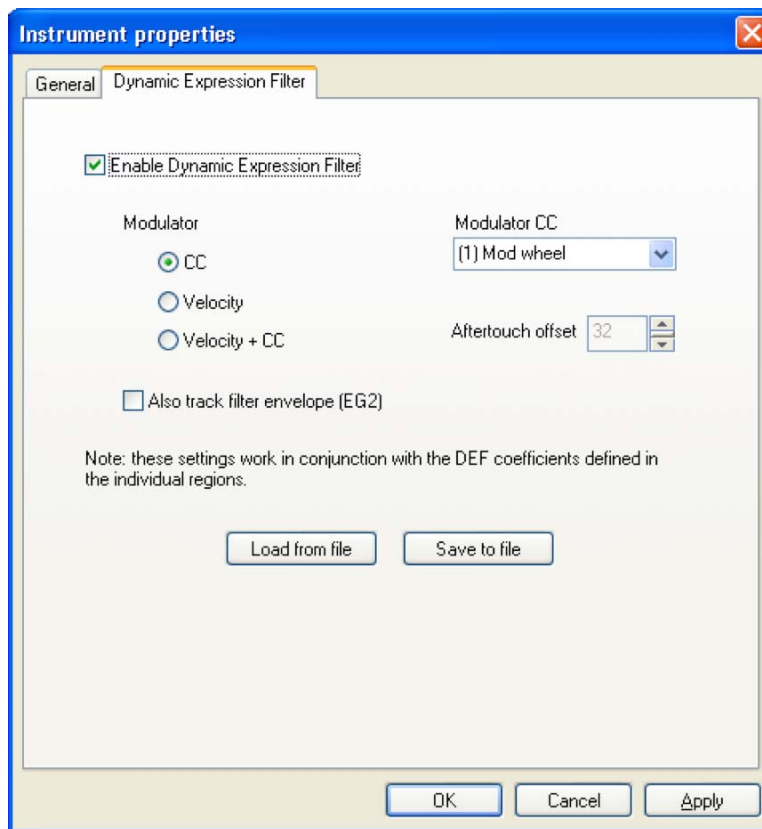 Instrument properties
General
Dynamic Expression Filter
Enable Dynamic Expression Filter
Modulator
Modulator CC
CC
(1) Mod wheel
Velocity
Velocity + CC
Aftertouch offset 32
Also track filter envelope (EG2)
Note: these settings work in conjunction with the DEF coefficients defined in
the individual regions.
Load from file
Save to file
OK
Cancel
Apply